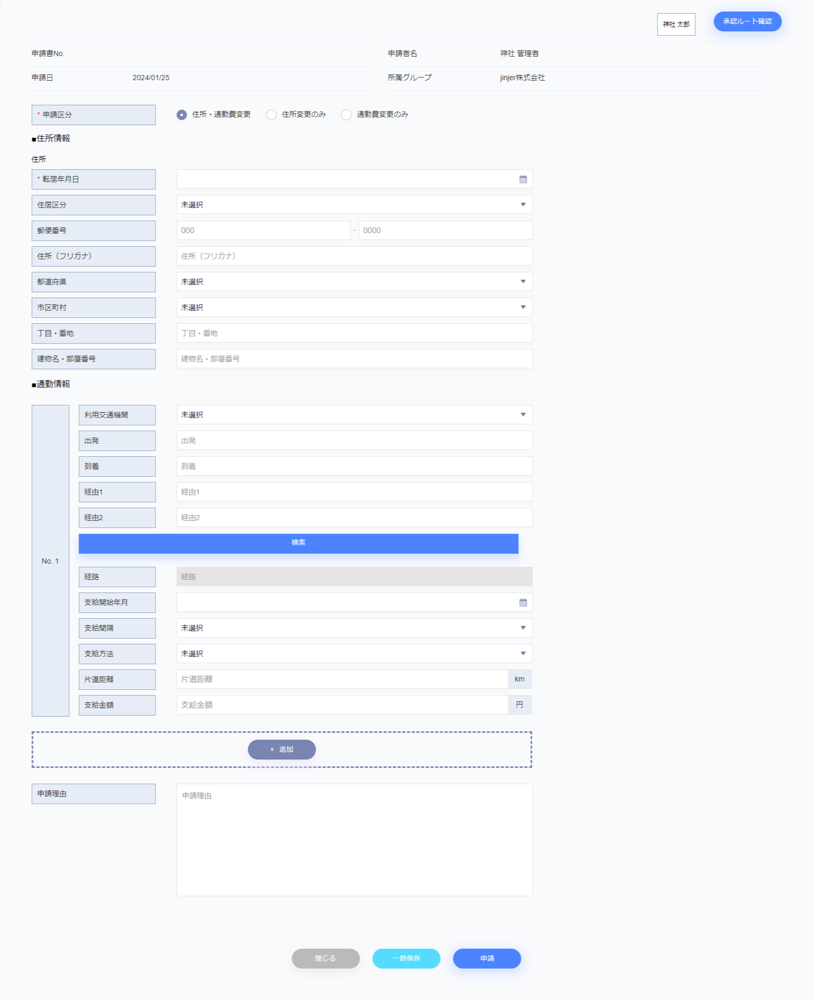 神社 太郎
承認ルート確認
申請書No.
申請者名 神社 管理者
申請日 2024/01/25
所属グループ jinjer株式会社
* 申請区分
住所・通勤費変更 住所変更のみ 通勤費変更のみ
■住所情報
住所
* 転居年月日
住居区分 未選択
郵便番号 000 − 0000
住所（フリガナ） 住所（フリガナ）
都道府県 未選択
市区町村 未選択
丁目・番地 丁目・番地
建物名・部屋番号 建物名・部屋番号
■通勤情報
No. 1
利用交通機関 未選択
出発 出発
到着 到着
経由1 経由1
経由2 経由2
検索
経路 経路
支給開始年月
支給間隔 未選択
支給方法 未選択
片道距離 片道距離 km
支給金額 支給金額 円
+ 追加
申請理由 申請理由
閉じる 一時保存 申請